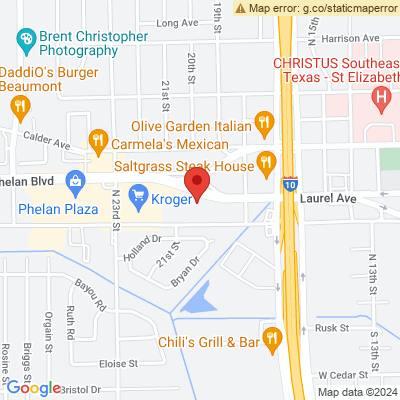 Map error: g.co/staticmaperror
Long Ave
19th St
N 15th St
Harrison Ave
Brent Christopher
Photography
20th St
21st St
CHRISTUS Southeast
Texas - St Elizabeth
DaddiO's Burger
Beaumont
H
Calder Ave
Olive Garden Italian
Carmela's Mexican
Saltgrass Steak House
Phelan Blvd
10
Phelan Plaza
Kroger
Laurel Ave
N 23rd St
Holland Dr
21st St
Bryan Dr
N 13th St
Bayou Rd
Ruth Rd
Orgain St
Briggs St
Rosine St
Rusk St
S 13th St
Chili's Grill & Bar
Eloise St
W Cedar St
Bristol Dr
Google
Map data ©2024